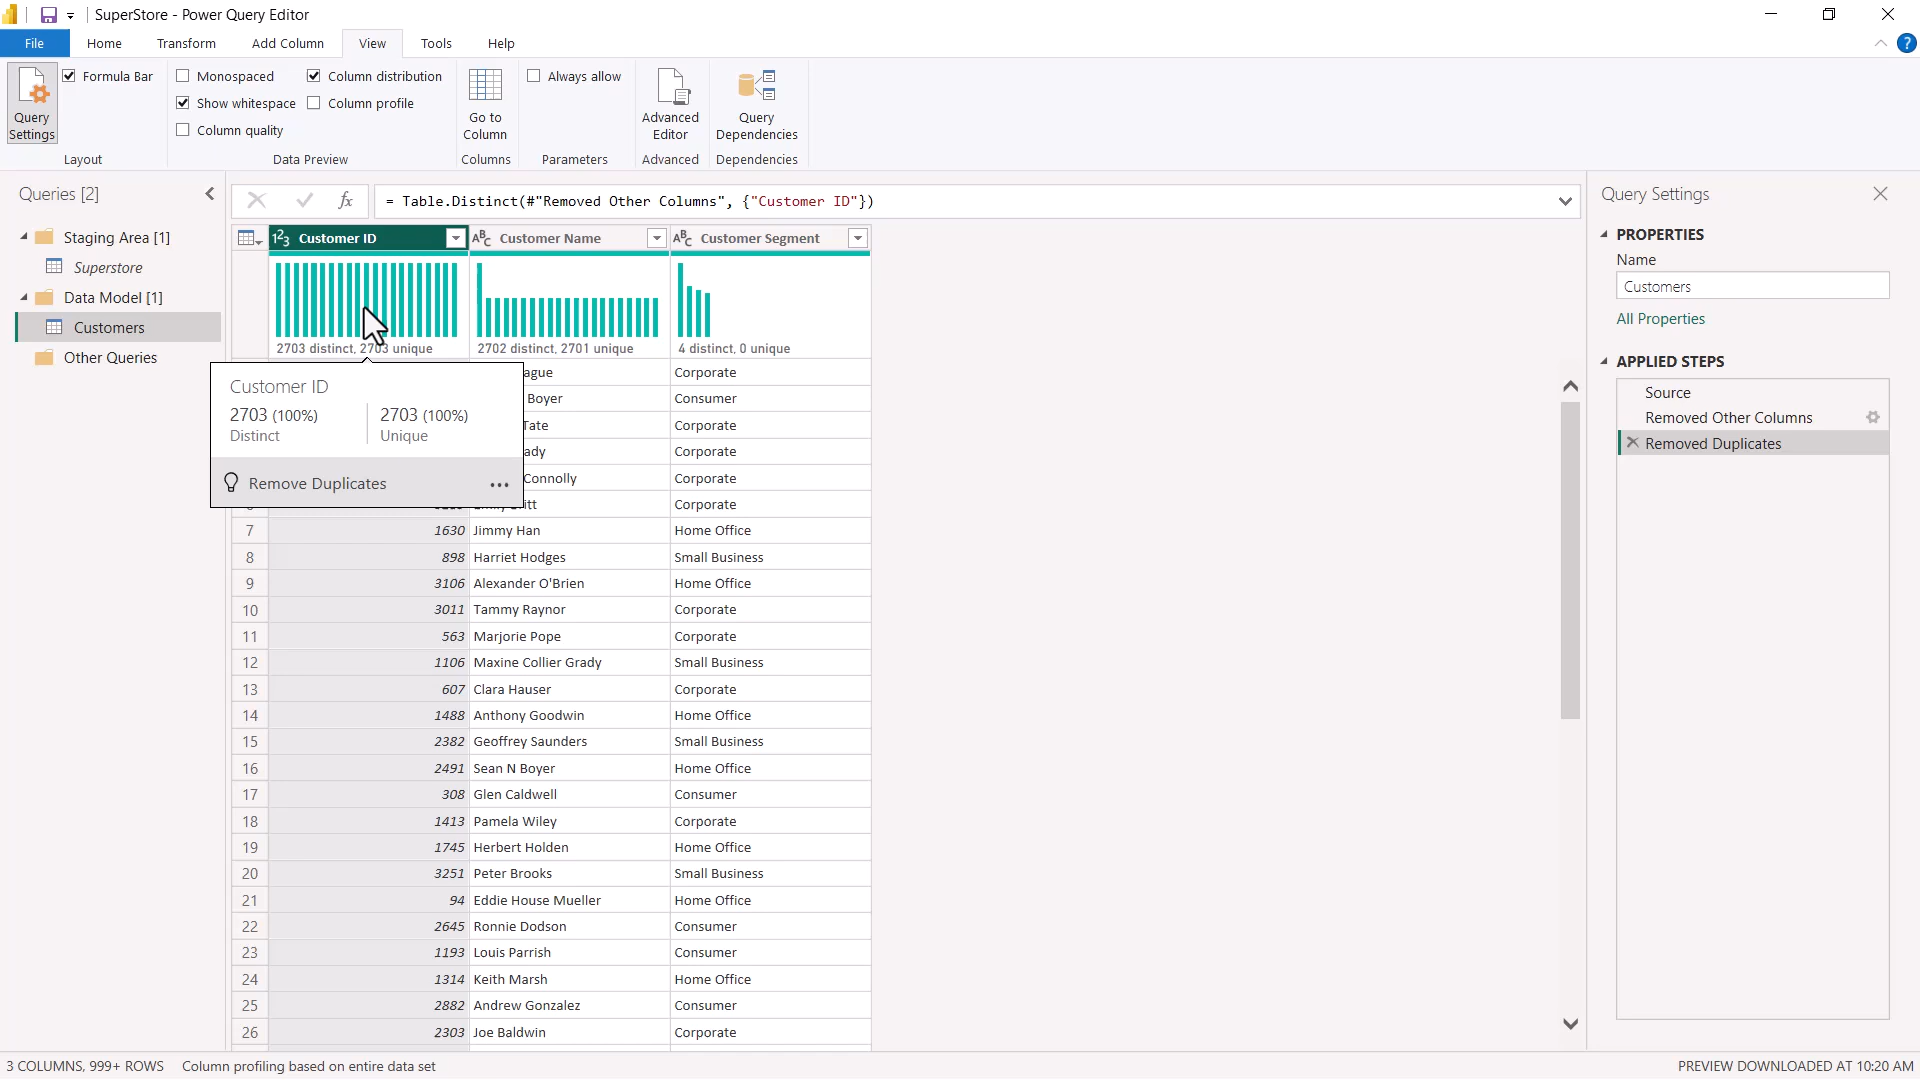 SuperStore - Power Query Editor
File
Home
Transform
Add Column
View
Tools
Help
Query Settings
Formula Bar
Layout
Monospaced
Show whitespace
Column quality
Column distribution
Column profile
Data Preview
Go to Column
Columns
Always allow
Parameters
Advanced Editor
Advanced
Query Dependencies
Dependencies
Queries [2]
Staging Area [1]
Superstore
Data Model [1]
Customers
Other Queries
fx
= Table.Distinct(#"Removed Other Columns", {"Customer ID"})
Customer ID
Customer Name
Customer Segment
2703 distinct, 2703 unique
2702 distinct, 2701 unique
4 distinct, 0 unique
Customer ID
2703 (100%) 2703 (100%)
Distinct Unique
Remove Duplicates
ague Corporate
Boyer Consumer
Tate Corporate
ady Corporate
Connolly Corporate
Corporate
7 1630 Jimmy Han Home Office
8 898 Harriet Hodges Small Business
9 3106 Alexander O'Brien Home Office
10 3011 Tammy Raynor Corporate
11 563 Marjorie Pope Corporate
12 1106 Maxine Collier Grady Small Business
13 607 Clara Hauser Corporate
14 1488 Anthony Goodwin Home Office
15 2382 Geoffrey Saunders Small Business
16 2491 Sean N Boyer Home Office
17 308 Glen Caldwell Consumer
18 1413 Pamela Wiley Corporate
19 1745 Herbert Holden Home Office
20 3251 Peter Brooks Small Business
21 94 Eddie House Mueller Home Office
22 2645 Ronnie Dodson Consumer
23 1193 Louis Parrish Consumer
24 1314 Keith Marsh Home Office
25 2882 Andrew Gonzalez Consumer
26 2303 Joe Baldwin Corporate
Query Settings
PROPERTIES
Name
Customers
All Properties
APPLIED STEPS
Source
Removed Other Columns
Removed Duplicates
3 COLUMNS, 999+ ROWS
Column profiling based on entire data set
PREVIEW DOWNLOADED AT 10:20 AM